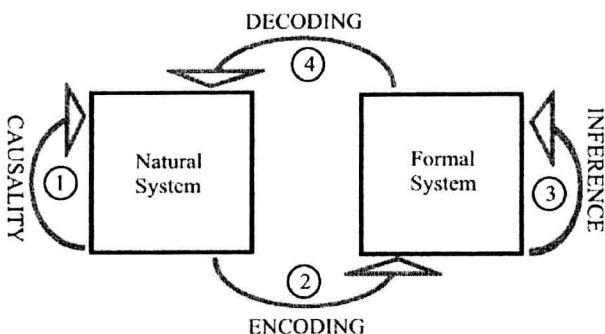 DECODING
4
CAUSALITY
1
Natural
System
Formal
System
3
INFERENCE
2
ENCODING